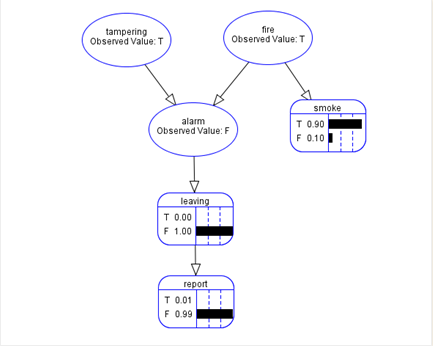 tampering
Observed Value: T
fire
Observed Value: T
alarm
Observed Value: F
smoke
T 0.90
F 0.10
leaving
T 0.00
F 1.00
report
T 0.01
F 0.99